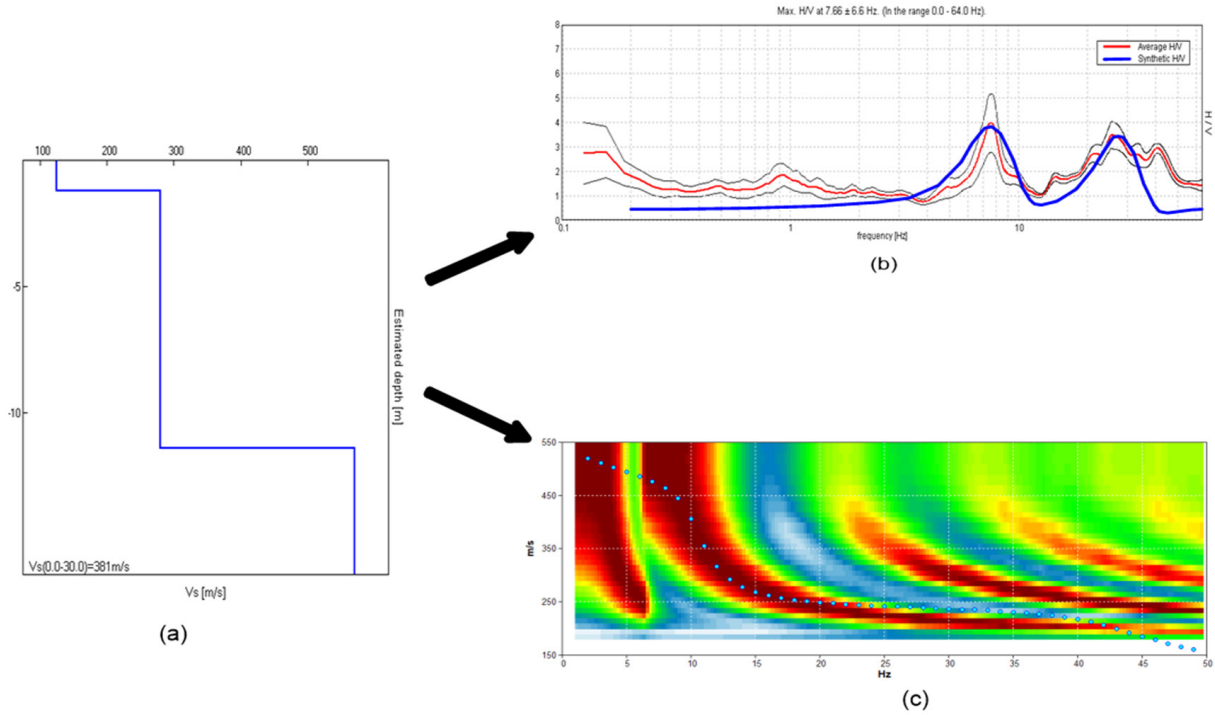 100 200 300 400 500
-5
-10
Estimated depth [m]
Vs(0.0-30.0)=381m/s
Vs [m/s]
(a)
Max. H/V at 7.66 ± 6.6 Hz. (In the range 0.0 - 64.0 Hz).
8
7
6
5
4
3
2
1
0
Average H/V
Synthetic H/V
H / V
0.1 1 10
frequency [Hz]
(b)
550
450
350
250
150
m/s
0 5 10 15 20 25 30 35 40 45 50
Hz
(c)